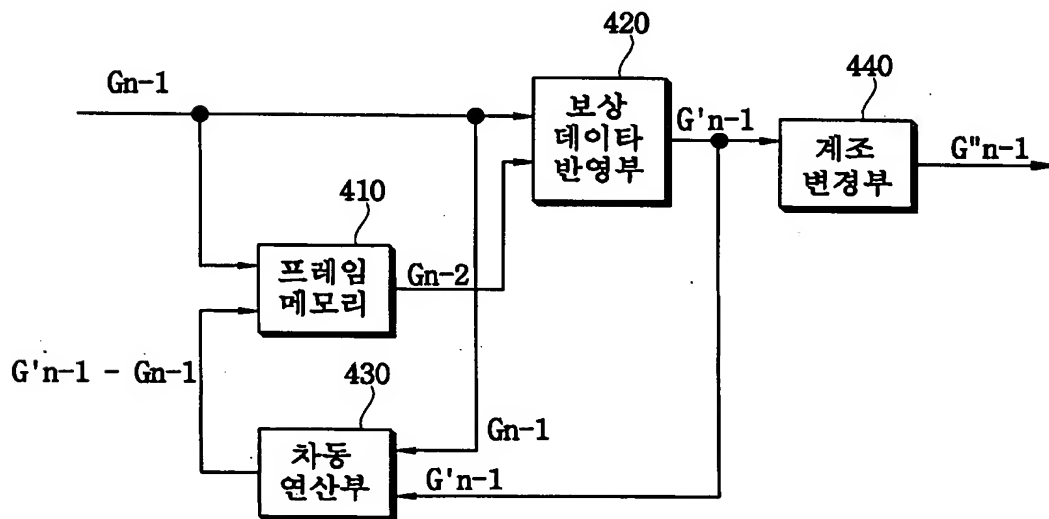 420
440
Gn-1
보상
데이타
반영부
G'n-1
계조
변경부
G"n-1
410
프레임
메모리
Gn-2
G'n-1 - Gn-1
430
차동
연산부
Gn-1
G'n-1